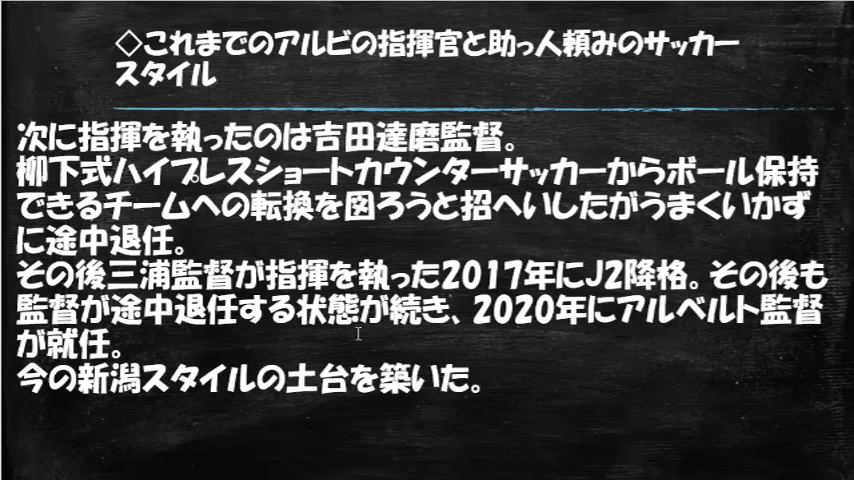 ◇これまでのアルビの指揮官と助っ人頼みのサッカー
スタイル
次に指揮を執ったのは吉田達磨監督。
柳下式ハイプレスショートカウンターサッカーからボール保持
できるチームへの転換を図ろうと招へいしたがうまくいかず
に途中退任。
その後三浦監督が指揮を執った2017年にJ2降格。その後も
監督が途中退任する状態が続き、2020年にアルベルト監督
が就任。
今の新潟スタイルの土台を築いた。